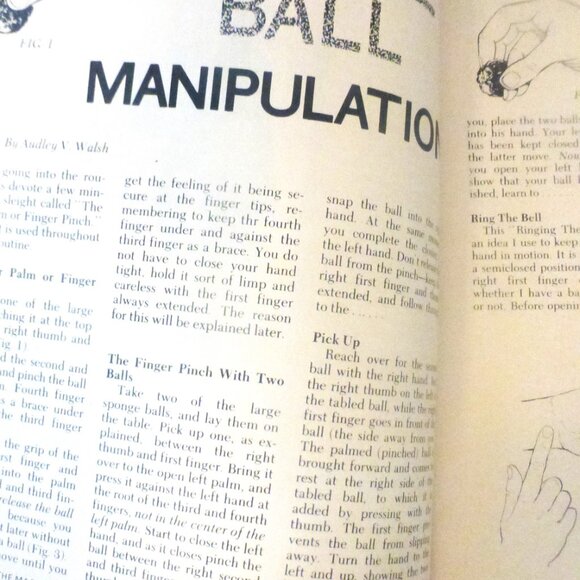 FIG. 1
BALL
MANIPULATION
By Audley V. Walsh
going into the rou-
s devote a few min-
sleight called "The
m or Finger Pinch."
t is used throughout
outine
r Palm or Finger
one of the large
ching it at the top
right thumb and
ig. 1).
d the second and
and pinch the ball
n. Fourth finger
s a brace under
the third finger
the grip of the
irst finger and
into the palm
d and third fin-
release the ball
because you
t later without
a ball (Fig. 3).
move until you
get the feeling of it being se-
cure at the finger tips, re-
membering to keep thr fourth
finger under and against the
third finger as a brace. You do
not have to close your hand
tight, hold it sort of limp and
careless with the first finger
always extended. The reason
for this will be explained later.
The Finger Pinch With Two
Balls
Take two of the large
sponge balls, and lay them on
the table. Pick up one, as ex-
plained, between the right
thumb and first finger. Bring it
over to the open left palm, and
press it against the left hand at
the root of the third and fourth
fingers, not in the center of the
left palm. Start to close the left
hand, and as it closes pinch the
ball between the right second
and third fingers
snap the ball into the
hand. At the same
you complete the
the left hand. Don't
ball from the pinch—keep
right first finger and
extended, and follow
to the . . . . . .
Pick Up
Reach over for the
ball with the right hand,
the right thumb on the left
the tabled ball, while the right
first finger goes in front of
ball (the side away from
The palmed (pinched) ball
brought forward and comes
rest at the right side of
tabled ball, to which it
added by pressing with the
thumb. The first finger
vents the ball from slipping
away. Turn the hand to the
left and up, showing the two
you, place the two balls
into his hand. Your le
has been kept closed
the latter move. Now
you open your left
show that your ball
ished, learn to
Ring The Bell
This "Ringing The
an idea I use to keep
hand in motion. It is
a semiclosed position
right first finger
whether I have a ba
or not. Before openin